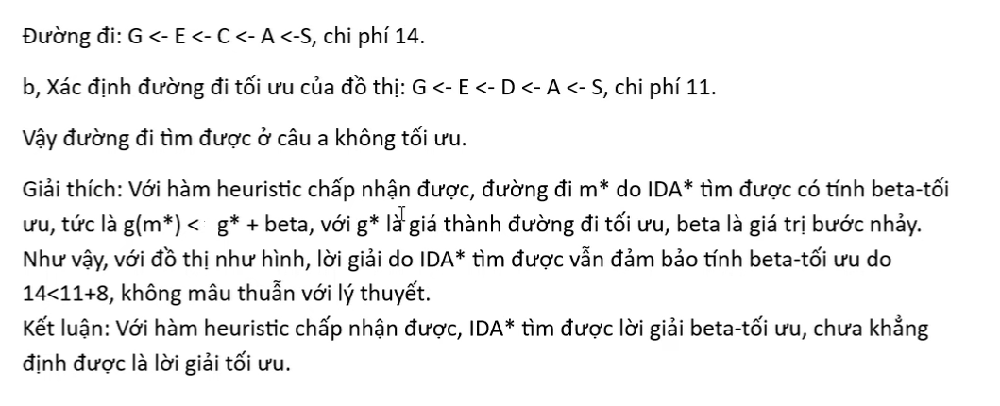 Đường đi: G <- E <- C <- A <-S, chi phí 14.
b, Xác định đường đi tối ưu của đồ thị: G <- E <- D <- A <- S, chi phí 11.
Vậy đường đi tìm được ở câu a không tối ưu.
Giải thích: Với hàm heuristic chấp nhận được, đường đi m* do IDA* tìm được có tính beta-tối
ưu, tức là g(m*) < g* + beta, với g* là giá thành đường đi tối ưu, beta là giá trị bước nhảy.
Như vậy, với đồ thị như hình, lời giải do IDA* tìm được vẫn đảm bảo tính beta-tối ưu do
14<11+8, không mâu thuẫn với lý thuyết.
Kết luận: Với hàm heuristic chấp nhận được, IDA* tìm được lời giải beta-tối ưu, chưa khẳng
định được là lời giải tối ưu.